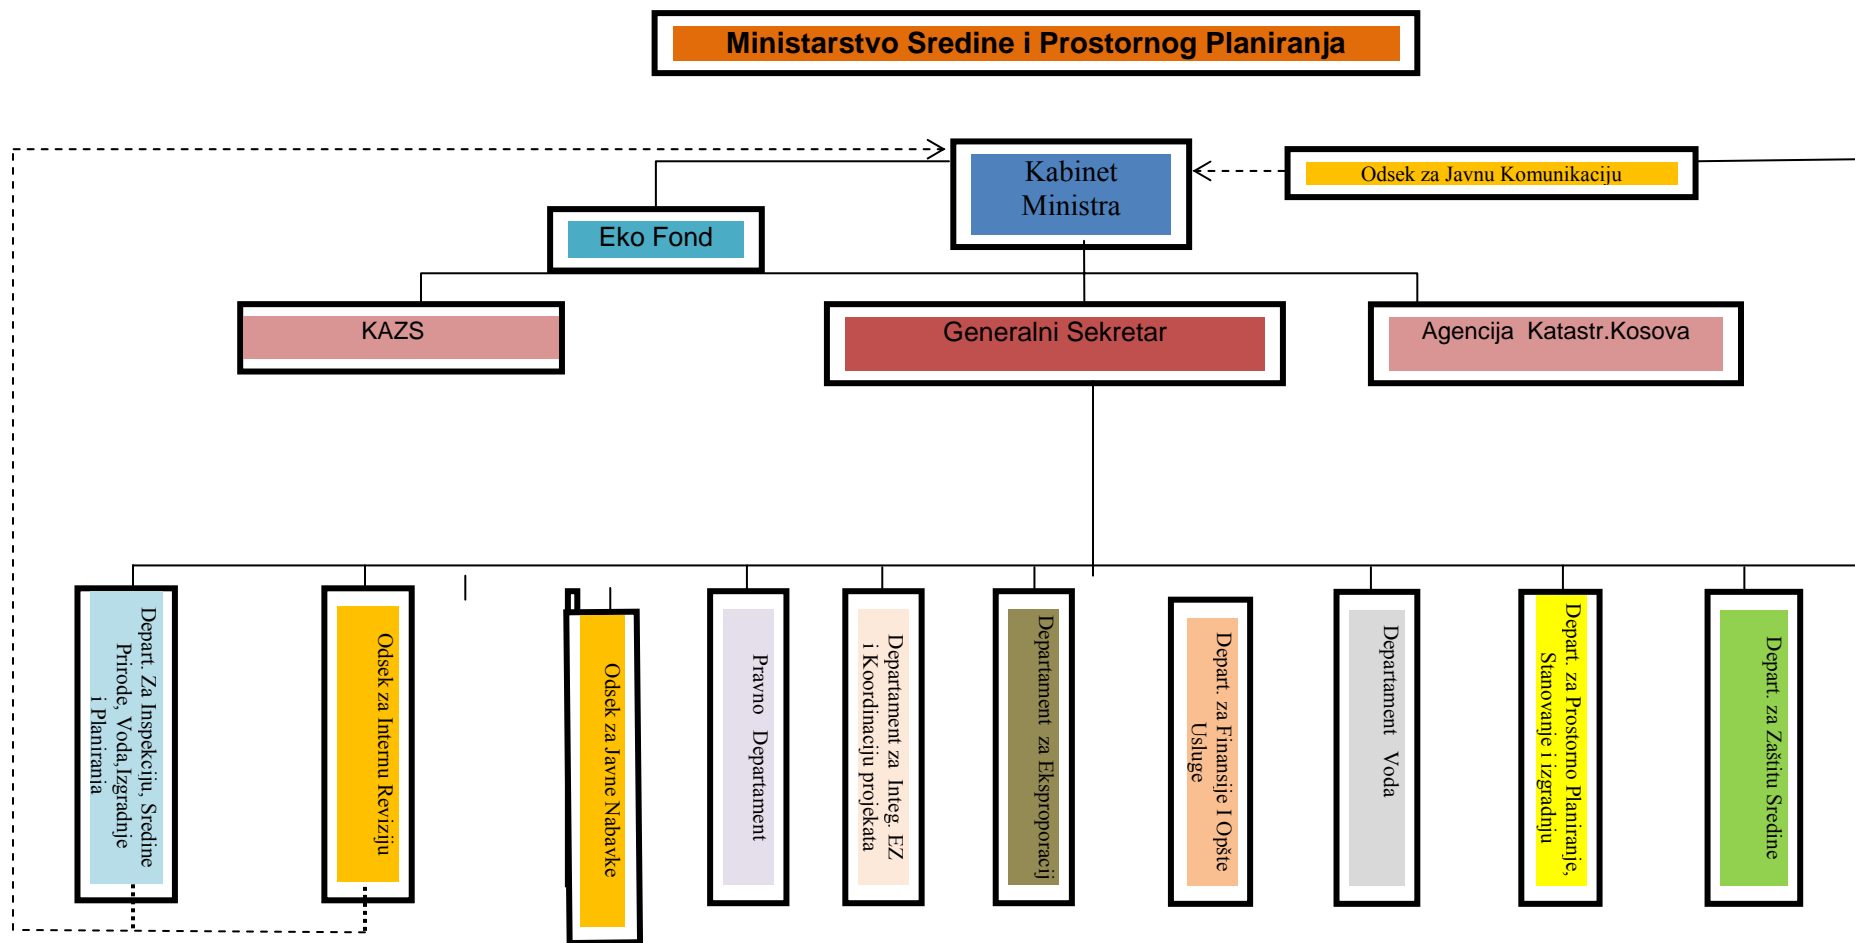 Ministarstvo Sredine i Prostornog Planiranja
Kabinet
Ministra
Odsek za Javnu Komunikaciju
Eko Fond
KAZS
Generalni Sekretar
Agencija Katastr.Kosova
Depart. Za Inspekciju, Sredine
Prirode, Voda,Izgradnje
i Planiranja
Odsek za Internu Reviziju
Odsek za Javne Nabavke
Pravno Departament
Departament za Integ. EZ
i Koordinaciju projekata
Departament za Eksproporacij
Depart. za Finansije I Opšte
Usluge
Departament Voda
Depart. za Prostorno Planiranje,
Stanovanje i izgradnju
Depart. za Zaštitu Sredine